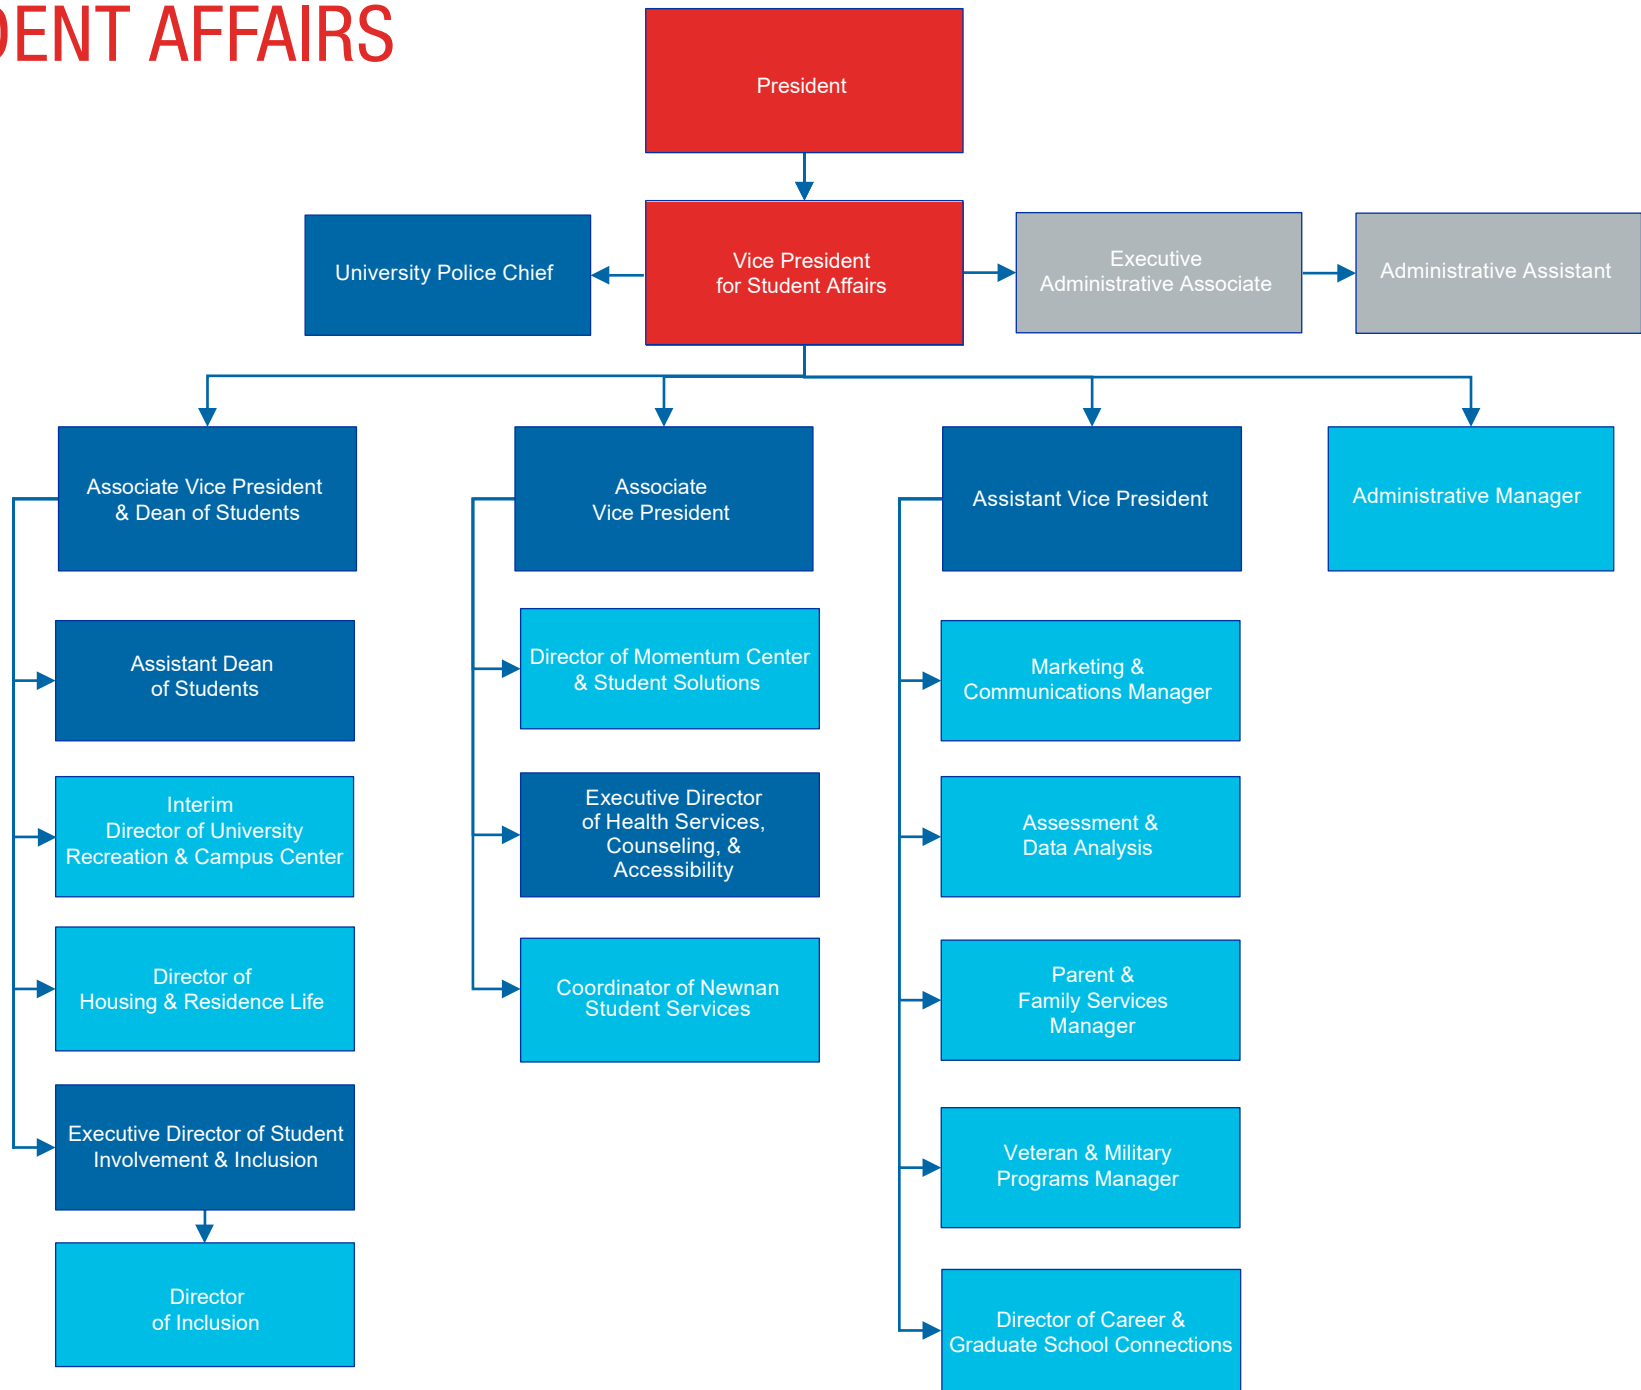 DENT AFFAIRS
President
University Police Chief
Vice President
for Student Affairs
Executive
Administrative Associate
Administrative Assistant
Associate Vice President
& Dean of Students
Associate
Vice President
Assistant Vice President
Administrative Manager
Assistant Dean
of Students
Interim
Director of University
Recreation & Campus Center
Director of
Housing & Residence Life
Executive Director of Student
Involvement & Inclusion
Director
of Inclusion
Director of Momentum Center
& Student Solutions
Executive Director
of Health Services,
Counseling, &
Accessibility
Coordinator of Newnan
Student Services
Marketing &
Communications Manager
Assessment &
Data Analysis
Parent &
Family Services
Manager
Veteran & Military
Programs Manager
Director of Career &
Graduate School Connections